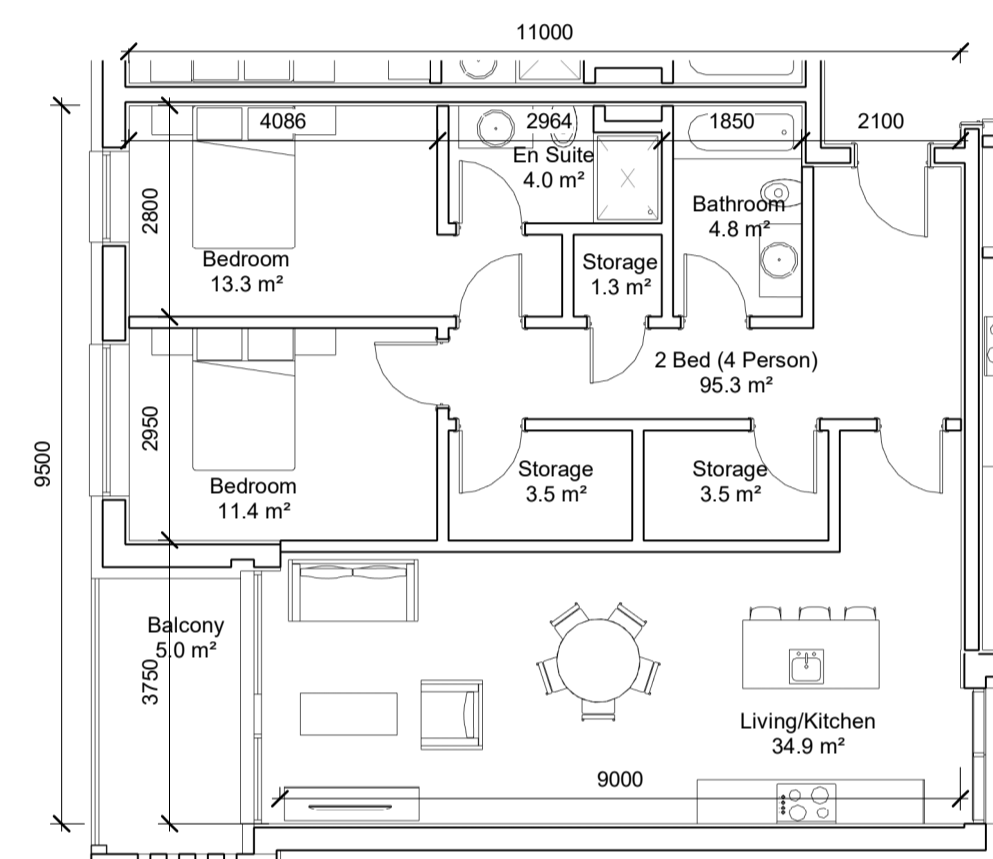 11000
4086
2964
1850
2100
En Suite
4.0 m²
2800
Bathroom
4.8 m²
Bedroom
13.3 m²
Storage
1.3 m²
2 Bed (4 Person)
95.3 m²
9500
2950
Bedroom
11.4 m²
Storage
3.5 m²
Storage
3.5 m²
Balcony
5.0 m²
3750
Living/Kitchen
34.9 m²
9000